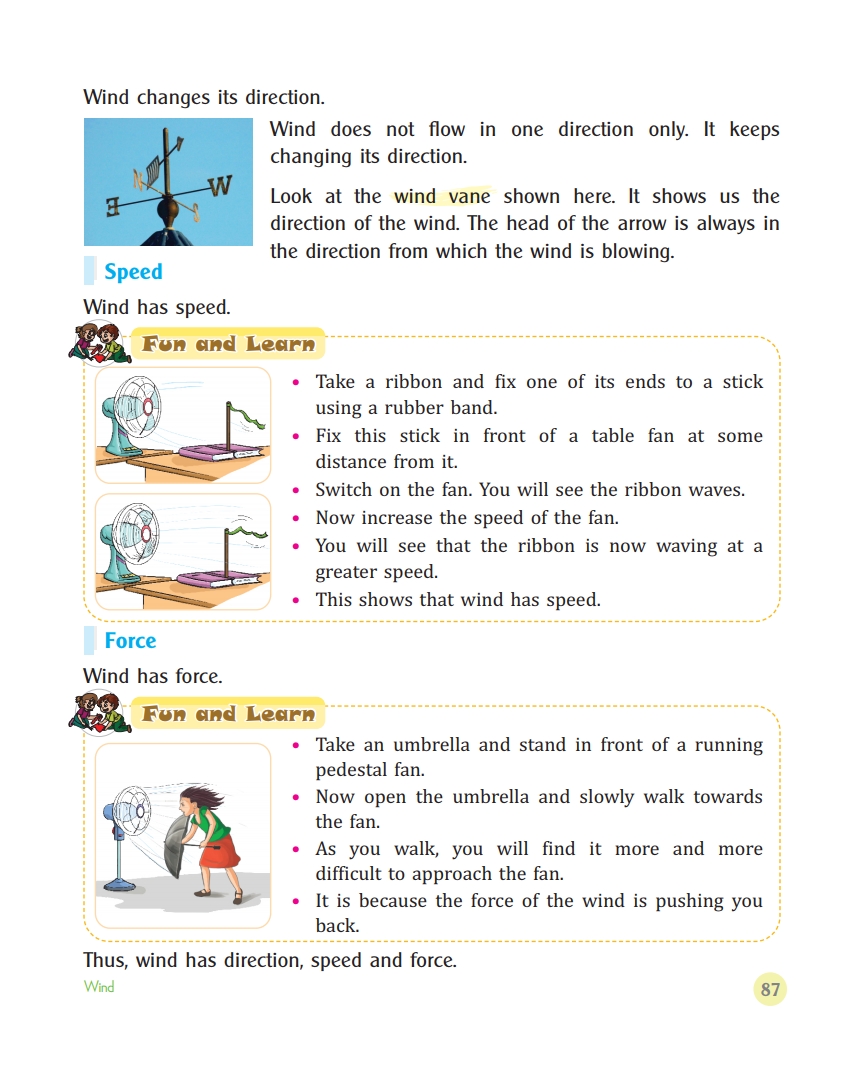 Wind changes its direction.
Wind does not flow in one direction only. It keeps
changing its direction.
Look at the wind vane shown here. It shows us the
direction of the wind. The head of the arrow is always in
the direction from which the wind is blowing.
N
W
E
S
Speed
Wind has speed.
Fun and Learn
• Take a ribbon and fix one of its ends to a stick
using a rubber band.
• Fix this stick in front of a table fan at some
distance from it.
• Switch on the fan. You will see the ribbon waves.
• Now increase the speed of the fan.
• You will see that the ribbon is now waving at a
greater speed.
• This shows that wind has speed.
Force
Wind has force.
Fun and Learn
• Take an umbrella and stand in front of a running
pedestal fan.
• Now open the umbrella and slowly walk towards
the fan.
• As you walk, you will find it more and more
difficult to approach the fan.
• It is because the force of the wind is pushing you
back.
Thus, wind has direction, speed and force.
Wind
87